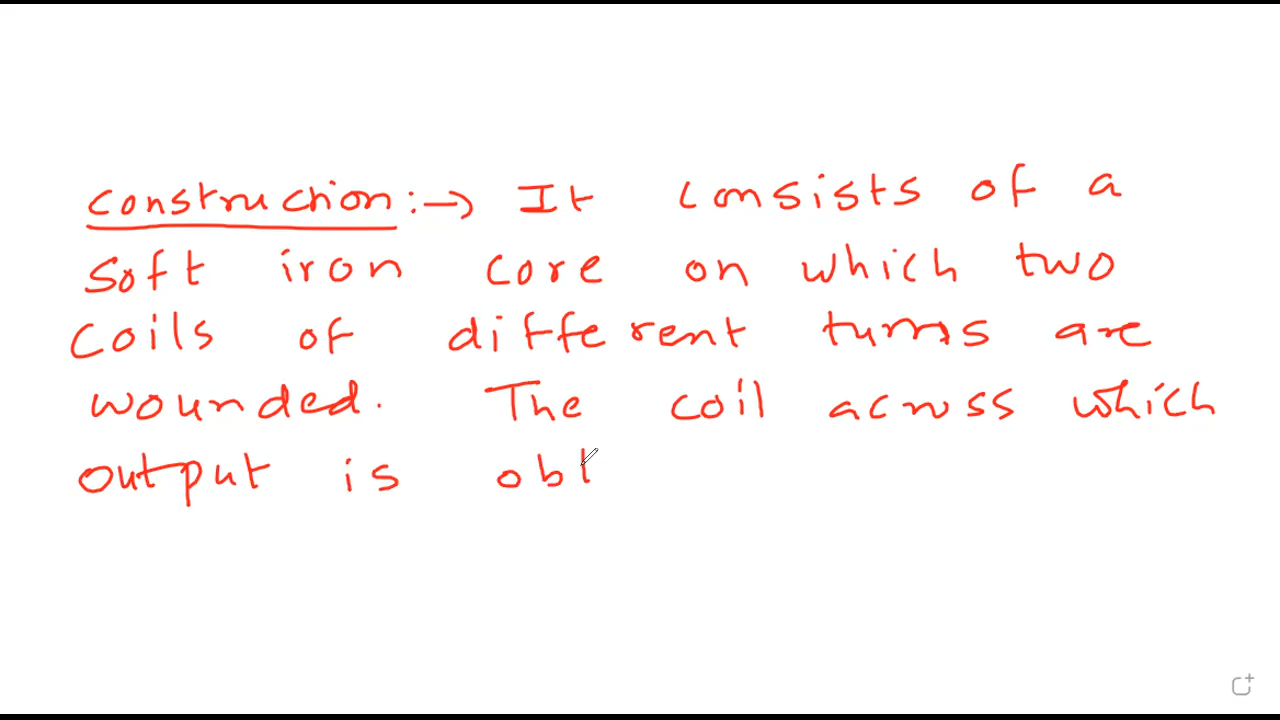 construction:→ It consists of a
soft iron core on which two
coils of different turns are
wounded. The coil across which
output is obt